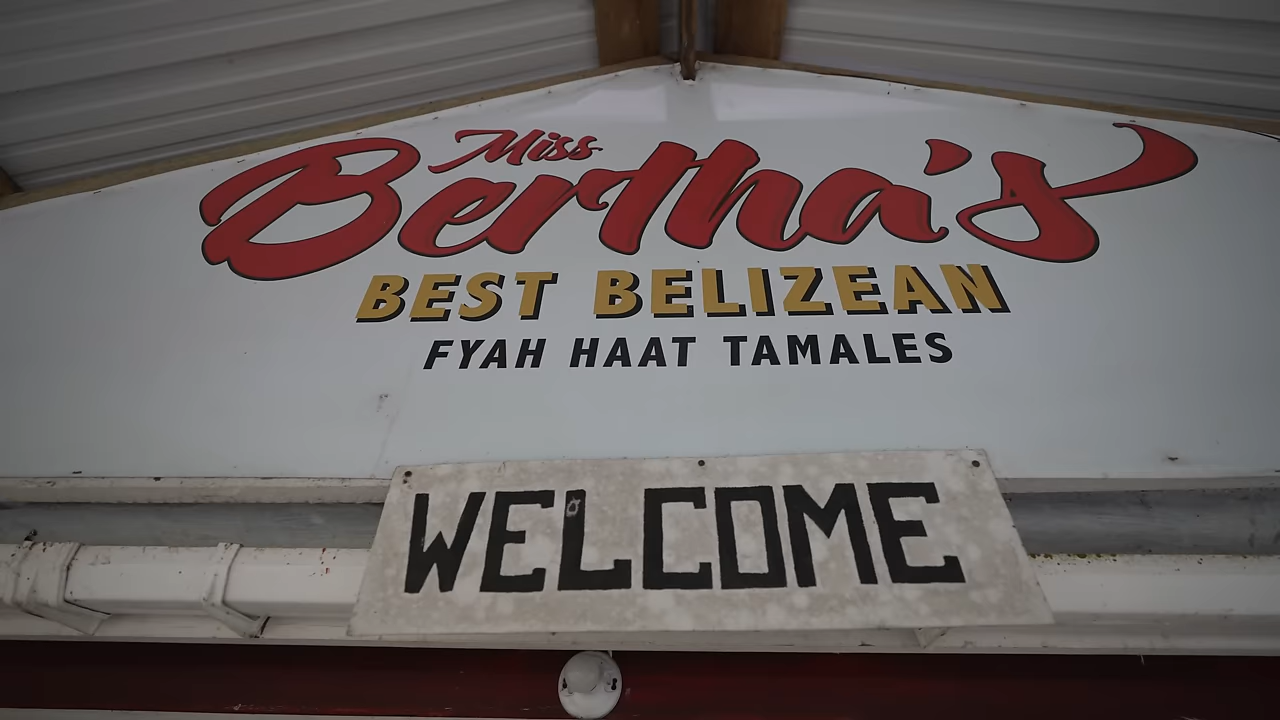 Miss
Bertha's
BEST BELIZEAN
FYAH HAAT TAMALES
WELCOME